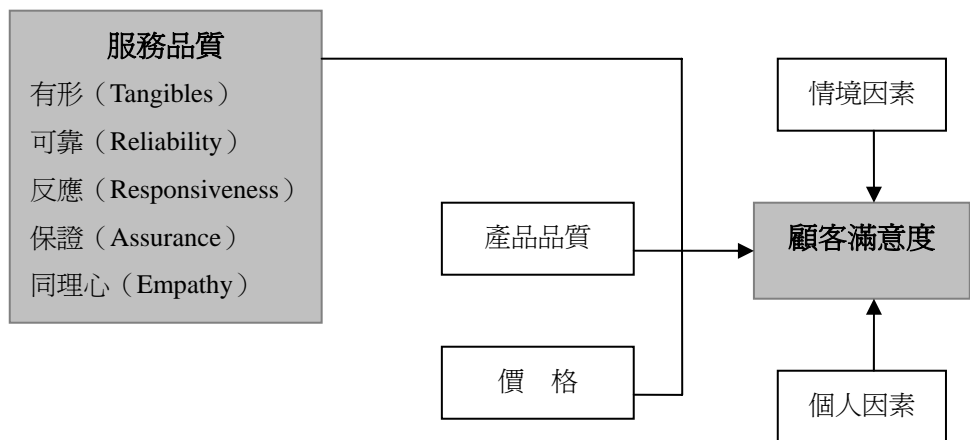 服務品質
有形（Tangibles）
可靠（Reliability）
反應（Responsiveness）
保證（Assurance）
同理心（Empathy）
產品品質
價　格
情境因素
顧客滿意度
個人因素